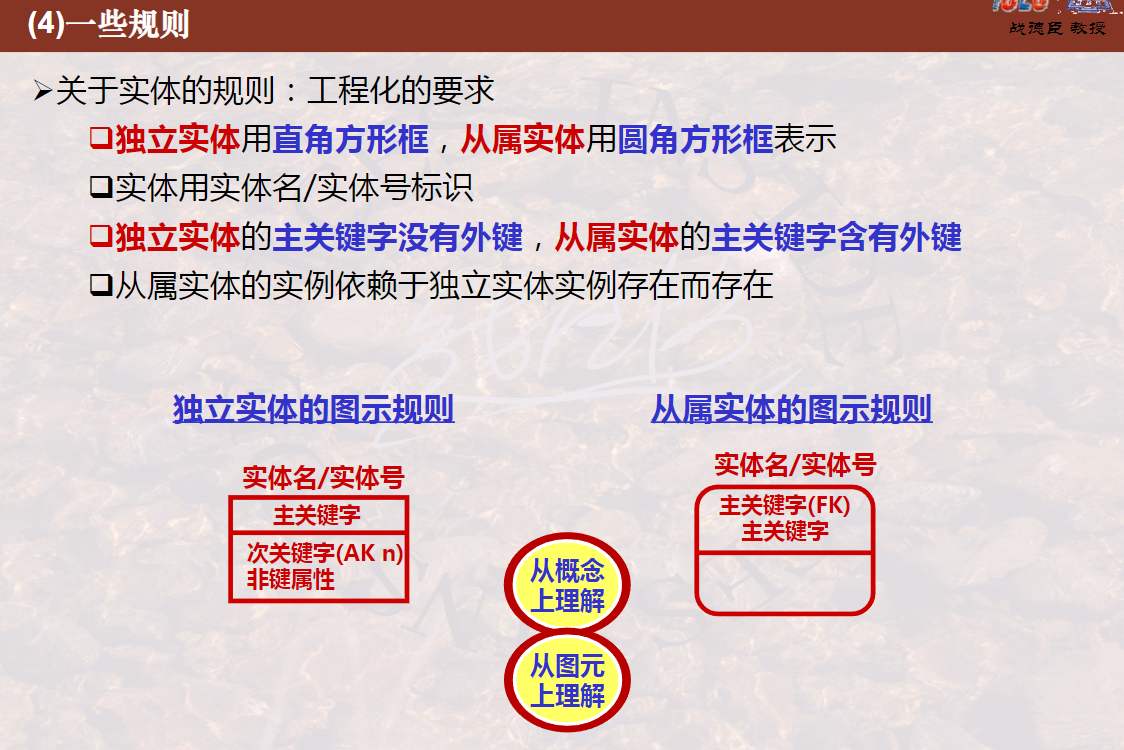 (4)一些规则
战德臣 教授
关于实体的规则：工程化的要求
独立实体用直角方形框，从属实体用圆角方形框表示
实体用实体名/实体号标识
独立实体的主关键字没有外键，从属实体的主关键字含有外键
从属实体的实例依赖于独立实体实例存在而存在
独立实体的图示规则
从属实体的图示规则
实体名/实体号
主关键字
次关键字(AK n)
非键属性
实体名/实体号
主关键字(FK)
主关键字
从概念
上理解
从图元
上理解